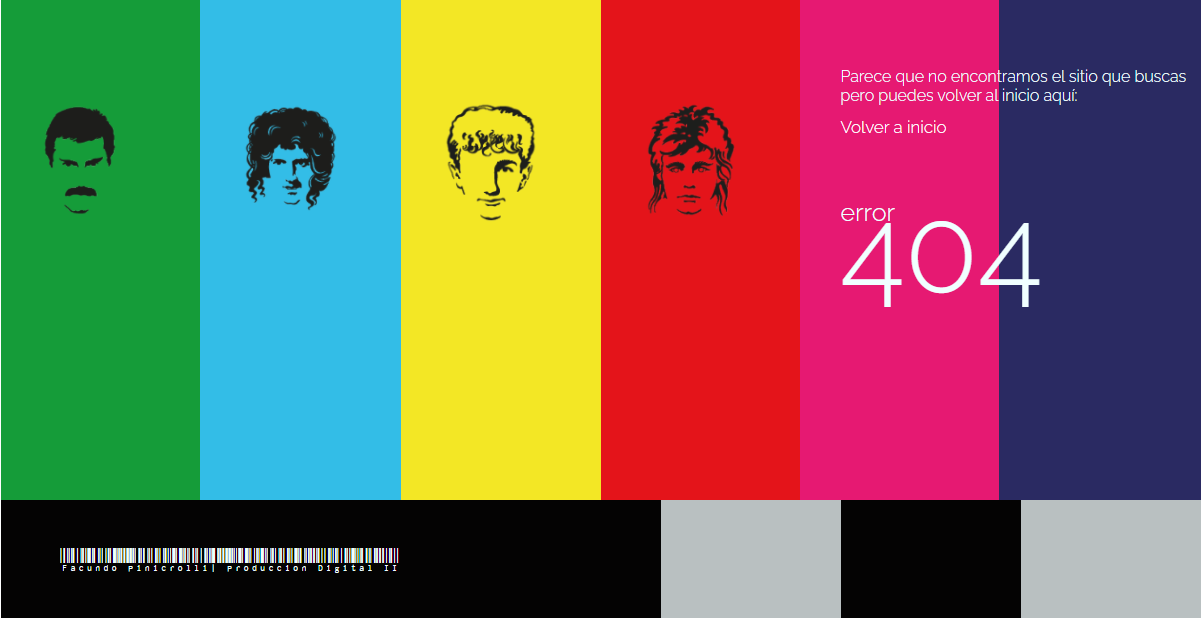 Parece que no encontramos el sitio que buscas
pero puedes volver al inicio aquí:
Volver a inicio
error
404
Facundo Pinicrolli| Produccion Digital II